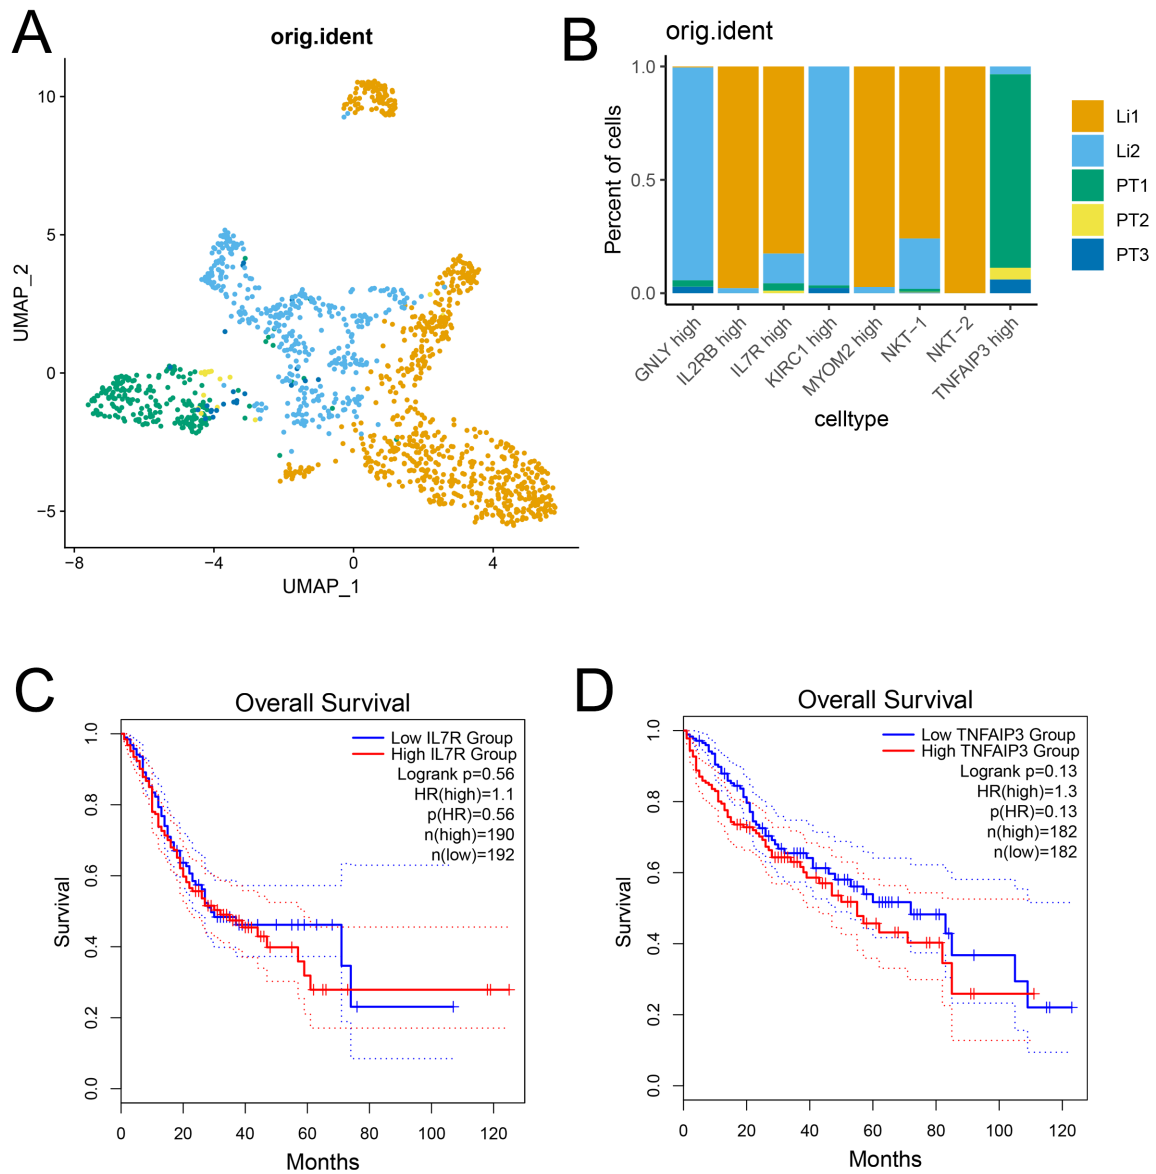 A
orig.ident
10
5
0
−5
UMAP_2
−8
−4
0
4
UMAP_1
B
orig.ident
1.0
0.5
0.0
Percent of cells
GNLY high
IL2RB high
IL7R high
KIRC1 high
MYOM2 high
NKT−1
NKT−2
TNFAIP3 high
celltype
Li1
Li2
PT1
PT2
PT3
C
Overall Survival
Low IL7R Group
High IL7R Group
Logrank p=0.56
HR(high)=1.1
p(HR)=0.56
n(high)=190
n(low)=192
1.0
0.8
0.6
0.4
0.2
0.0
Survival
0
20
40
60
80
100
120
Months
D
Overall Survival
Low TNFAIP3 Group
High TNFAIP3 Group
Logrank p=0.13
HR(high)=1.3
p(HR)=0.13
n(high)=182
n(low)=182
1.0
0.8
0.6
0.4
0.2
0.0
Survival
0
20
40
60
80
100
120
Months